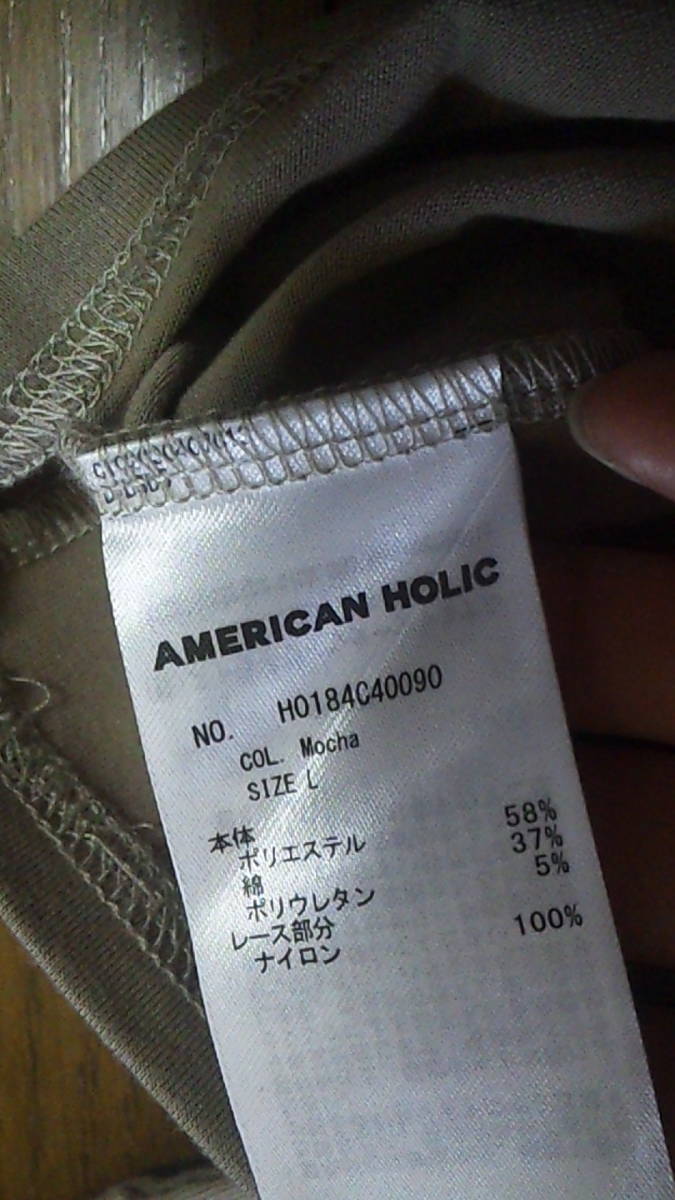 AMERICAN HOLIC
NO. H0184C40090
COL. Mocha
SIZE L
本体
ポリエステル 58%
綿 37%
ポリウレタン 5%
レース部分
ナイロン 100%